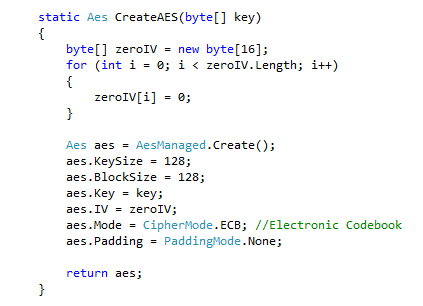 static Aes CreateAES(byte[] key)
{
    byte[] zeroIV = new byte[16];
    for (int i = 0; i < zeroIV.Length; i++)
    {
        zeroIV[i] = 0;
    }

    Aes aes = AesManaged.Create();
    aes.KeySize = 128;
    aes.BlockSize = 128;
    aes.Key = key;
    aes.IV = zeroIV;
    aes.Mode = CipherMode.ECB; //Electronic Codebook
    aes.Padding = PaddingMode.None;

    return aes;
}